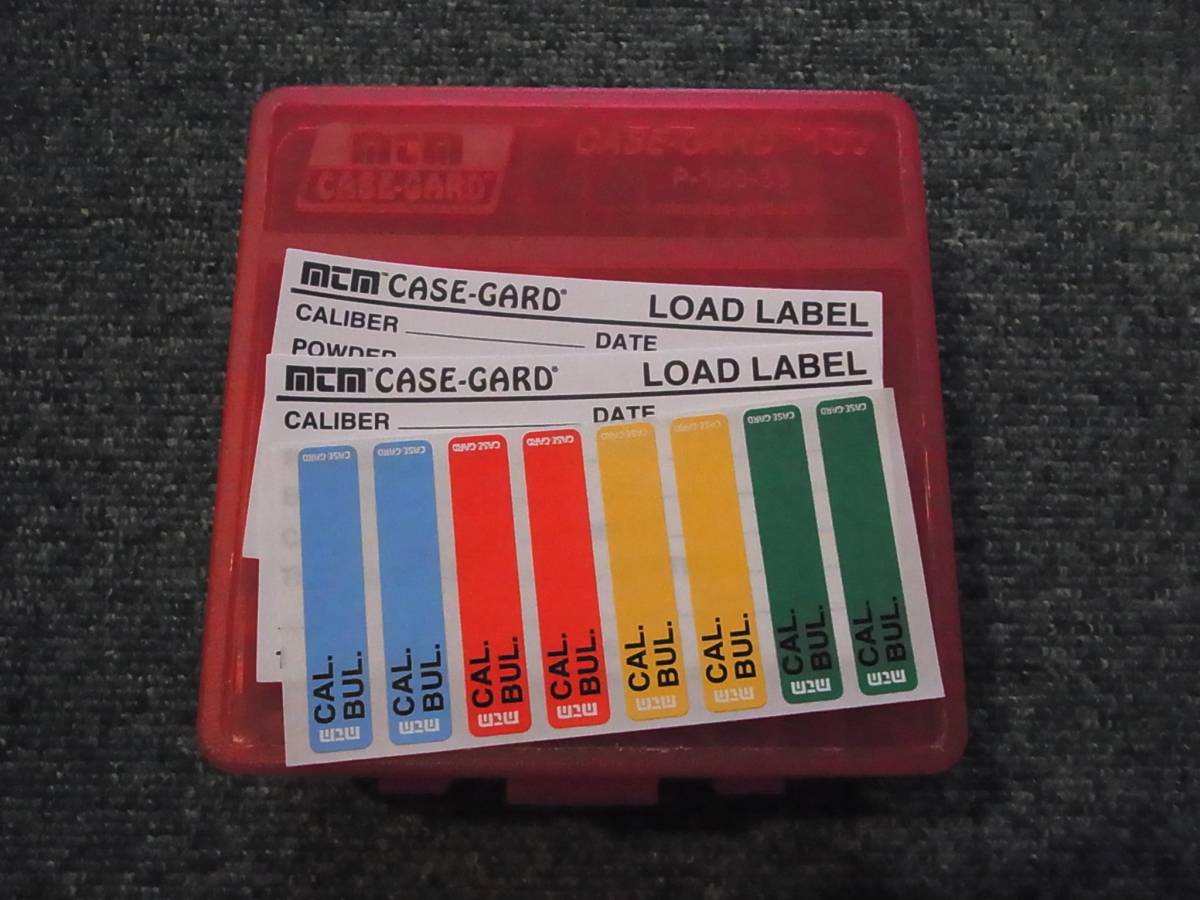 MTM
CASE-GARD
CASE-GARD 100
MTM™ CASE-GARD® LOAD LABEL
CALIBER DATE
POWDER
MTM™ CASE-GARD® LOAD LABEL
CALIBER DATE
CASE-GARD CASE-GARD CASE-GARD CASE-GARD CASE-GARD CASE-GARD CASE-GARD CASE-GARD
CAL. CAL. CAL. CAL. CAL. CAL. CAL. CAL.
BUL. BUL. BUL. BUL. BUL. BUL. BUL. BUL.
MTM MTM MTM MTM MTM MTM MTM MTM